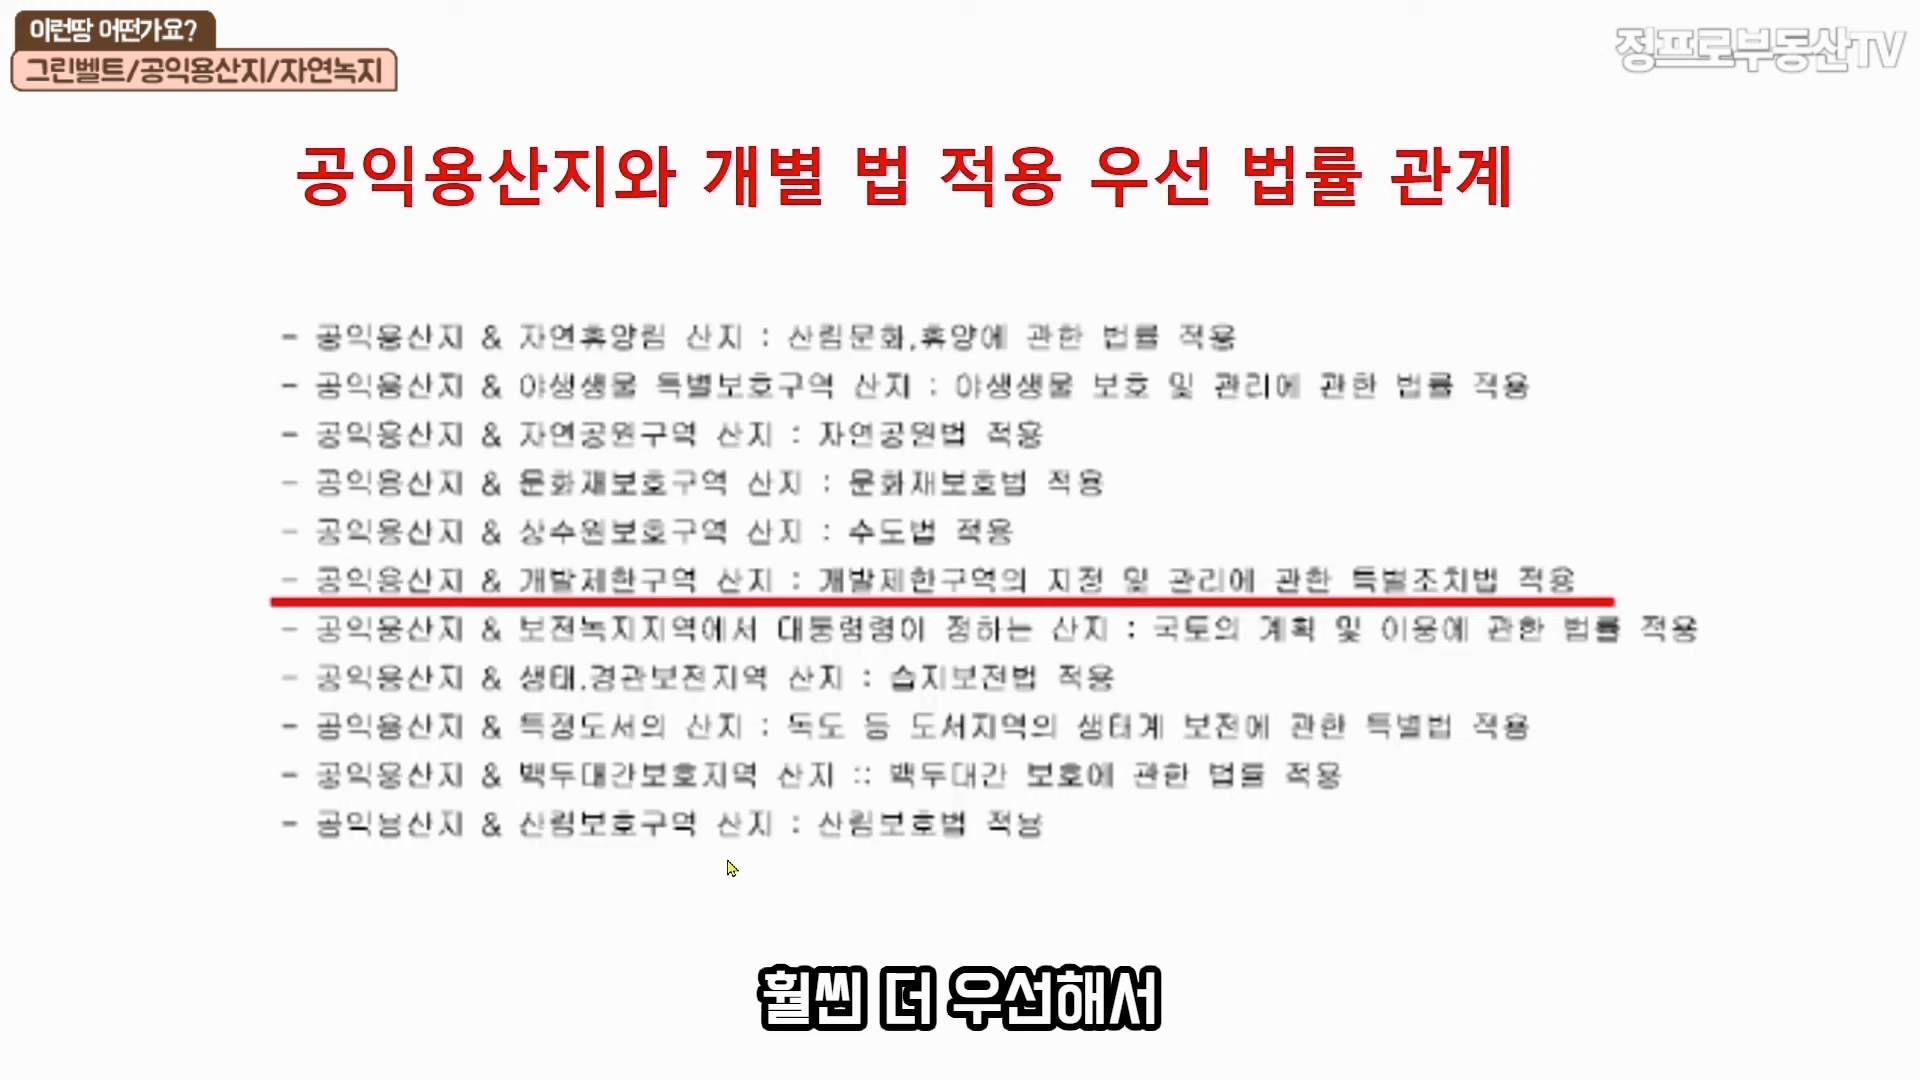 이런땅 어떤가요?
그린벨트/공익용산지/자연녹지
정프로부동산TV
공익용산지와 개별 법 적용 우선 법률 관계
- 공익용산지 & 자연휴양림 산지 : 산림문화,휴양에 관한 법률 적용
- 공익용산지 & 야생생물 특별보호구역 산지 : 야생생물 보호 및 관리에 관한 법률 적용
- 공익용산지 & 자연공원구역 산지 : 자연공원법 적용
- 공익용산지 & 문화재보호구역 산지 : 문화재보호법 적용
- 공익용산지 & 상수원보호구역 산지 : 수도법 적용
- 공익용산지 & 개발제한구역 산지 : 개발제한구역의 지정 및 관리에 관한 특별조치법 적용
- 공익용산지 & 보전녹지지역에서 대통령령이 정하는 산지 : 국토의 계획 및 이용에 관한 법률 적용
- 공익용산지 & 생태.경관보전지역 산지 : 습지보전법 적용
- 공익용산지 & 특정도서의 산지 : 독도 등 도서지역의 생태계 보전에 관한 특별법 적용
- 공익용산지 & 백두대간보호지역 산지 :: 백두대간 보호에 관한 법률 적용
- 공익용산지 & 산림보호구역 산지 : 산림보호법 적용
훨씬 더 우선해서